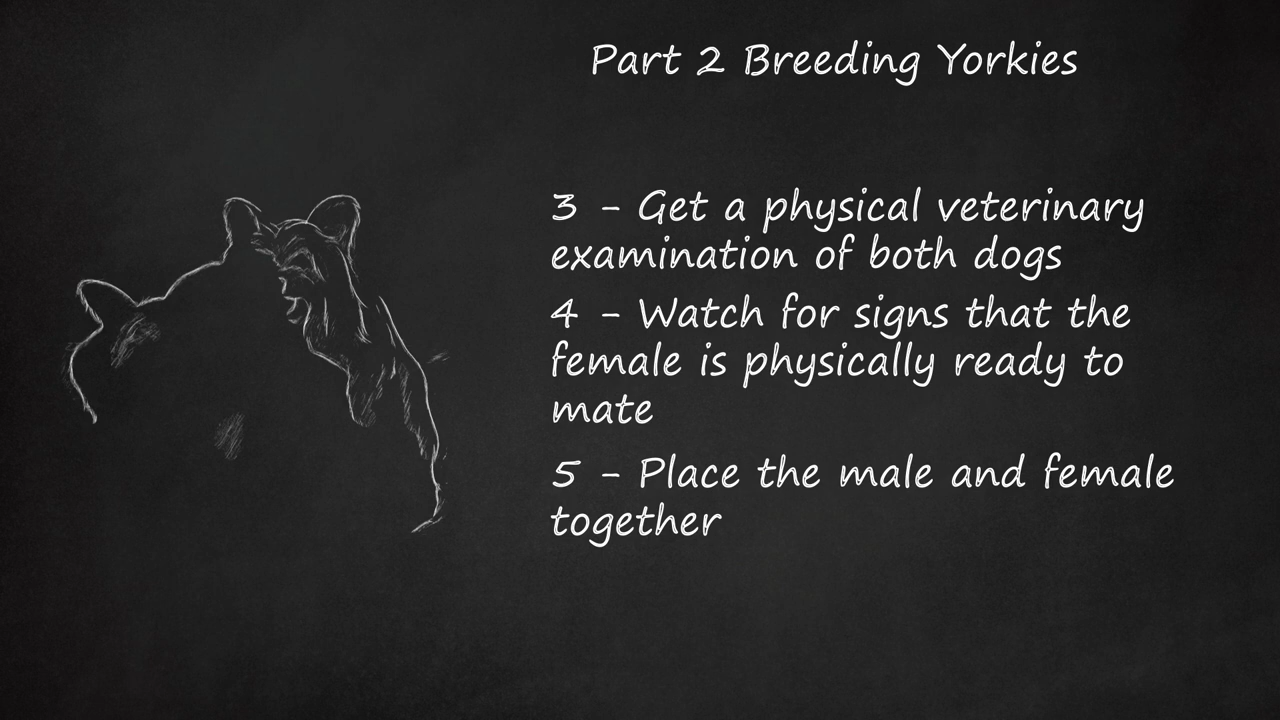 Part 2 Breeding Yorkies
3 - Get a physical veterinary
examination of both dogs
4 - Watch for signs that the
female is physically ready to
mate
5 - Place the male and female
together